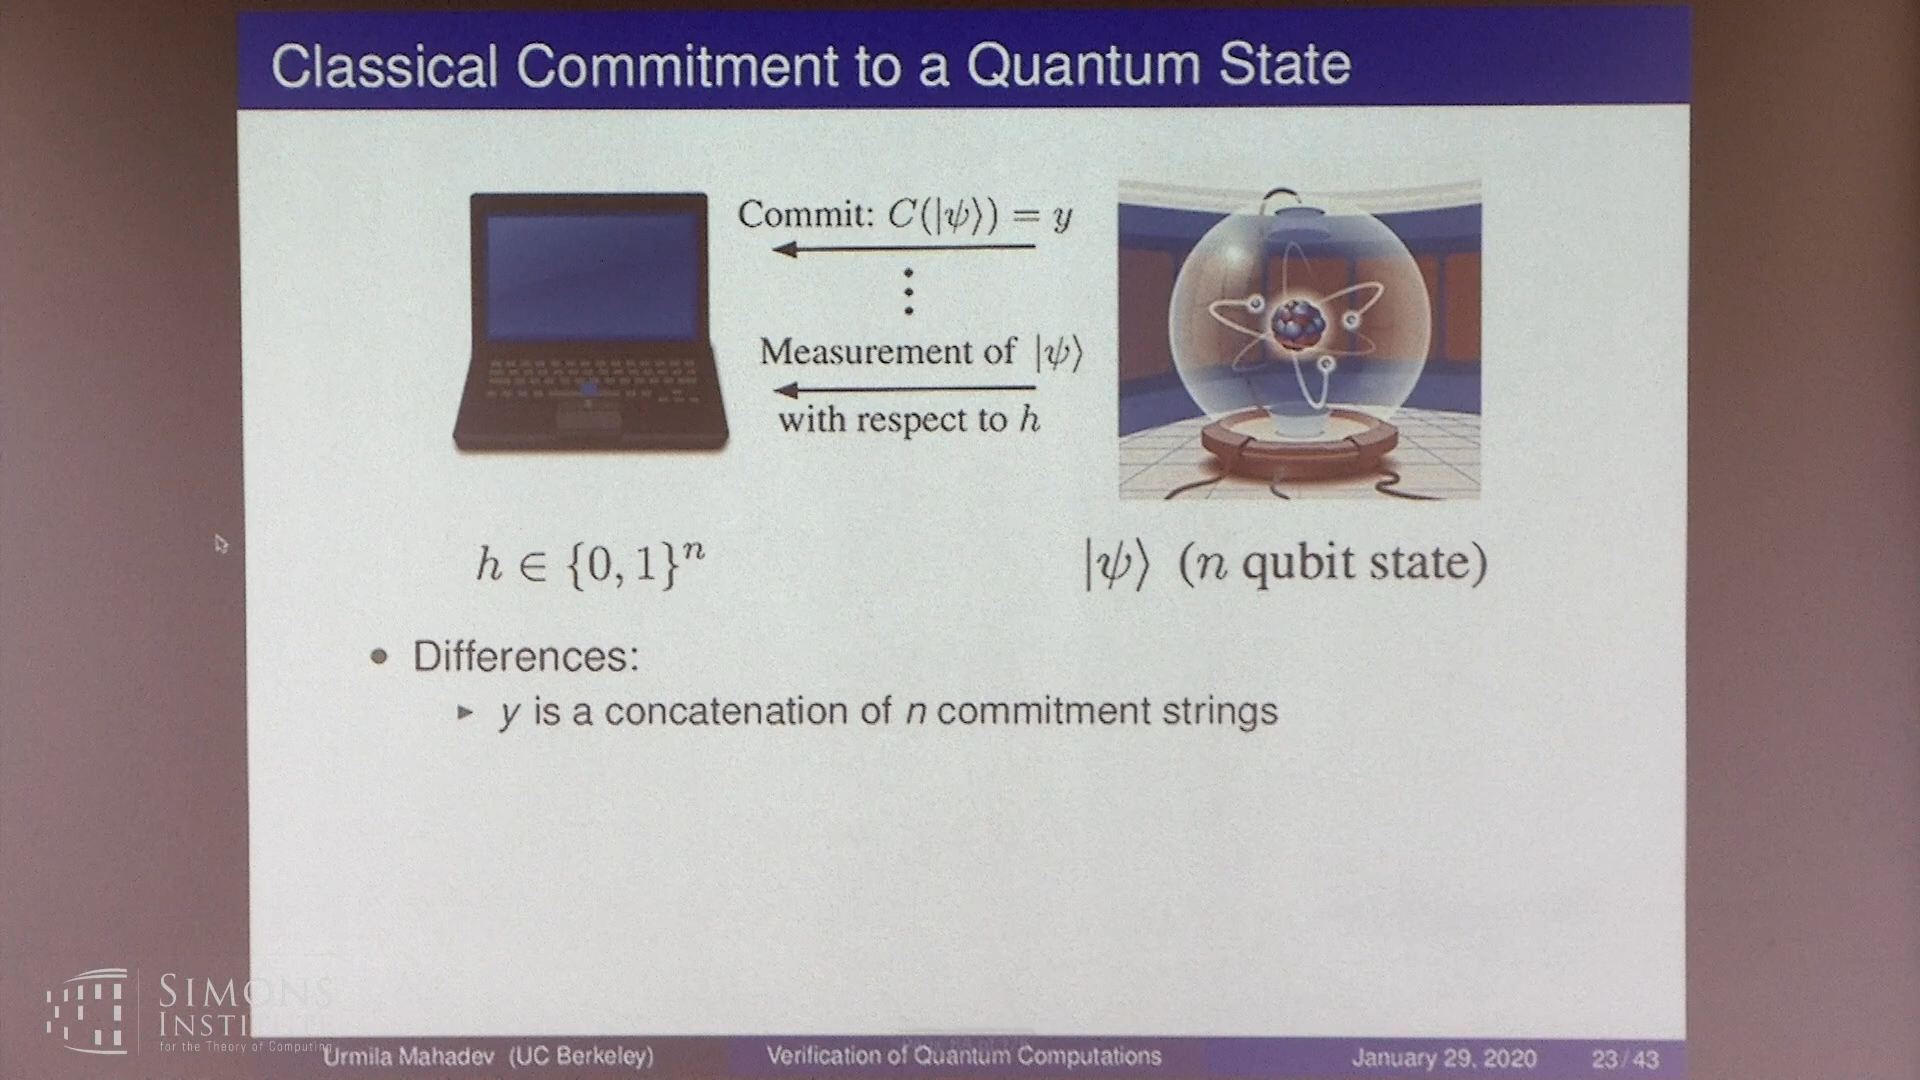 Classical Commitment to a Quantum State
Commit: C(|ψ⟩) = y
Measurement of |ψ⟩
with respect to h
h ∈ {0, 1}ⁿ
|ψ⟩ (n qubit state)
• Differences:
▸ y is a concatenation of n commitment strings
SIMONS
for the Theory of Computing
Urmila Mahadev (UC Berkeley)
Verification of Quantum Computations
January 29, 2020
23/43